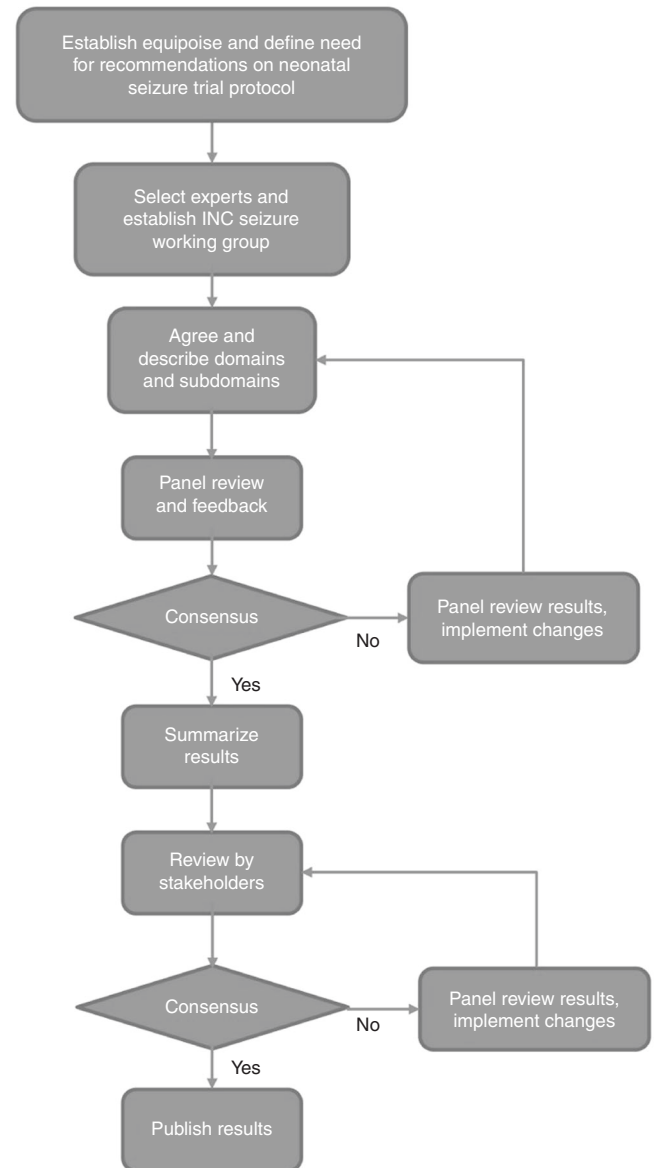 Establish equipoise and define need
for recommendations on neonatal
seizure trial protocol
Select experts and
establish INC seizure
working group
Agree and
describe domains
and subdomains
Panel review
and feedback
Consensus
No
Panel review results,
implement changes
Yes
Summarize
results
Review by
stakeholders
Consensus
No
Panel review results,
implement changes
Yes
Publish results